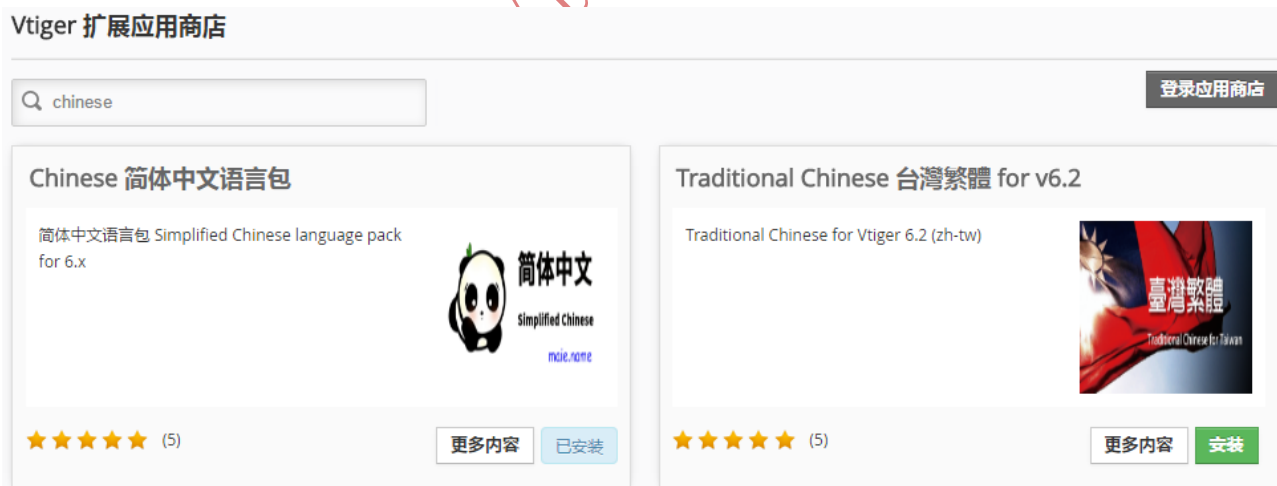 Vtiger 扩展应用商店
chinese
登录应用商店
Chinese 简体中文语言包
简体中文语言包 Simplified Chinese language pack
for 6.x
简体中文
Simplified Chinese
maie.name
(5)
更多内容
已安装
Traditional Chinese 台灣繁體 for v6.2
Traditional Chinese for Vtiger 6.2 (zh-tw)
臺灣繁體
Traditional Chinese for Taiwan
(5)
更多内容
安装